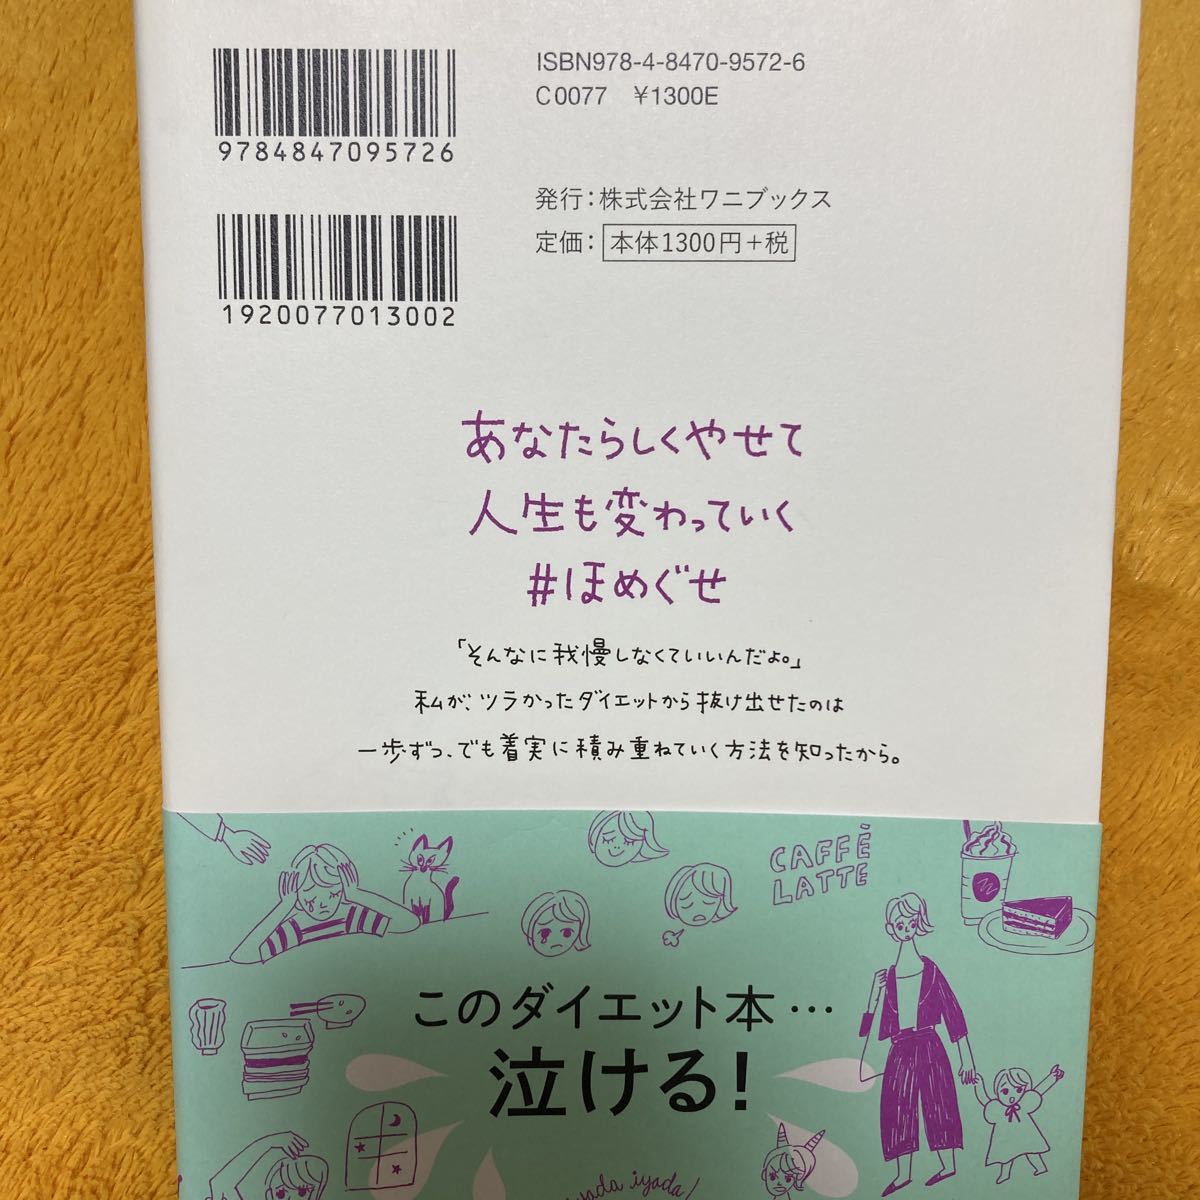 ISBN978-4-8470-9572-6
C0077 ¥1300E
9784847095726
発行：株式会社ワニブックス
定価：本体1300円+税
1920077013002
あなたらしくやせて
人生も変わっていく
#ほめぐせ
「そんなに我慢しなくていいんだよ。」
私が、ツラかったダイエットから抜け出せたのは
一歩ずつ、でも着実に積み重ねていく方法を知ったから。
CAFFÈ
LATTE
このダイエット本…
泣ける!
iyada!